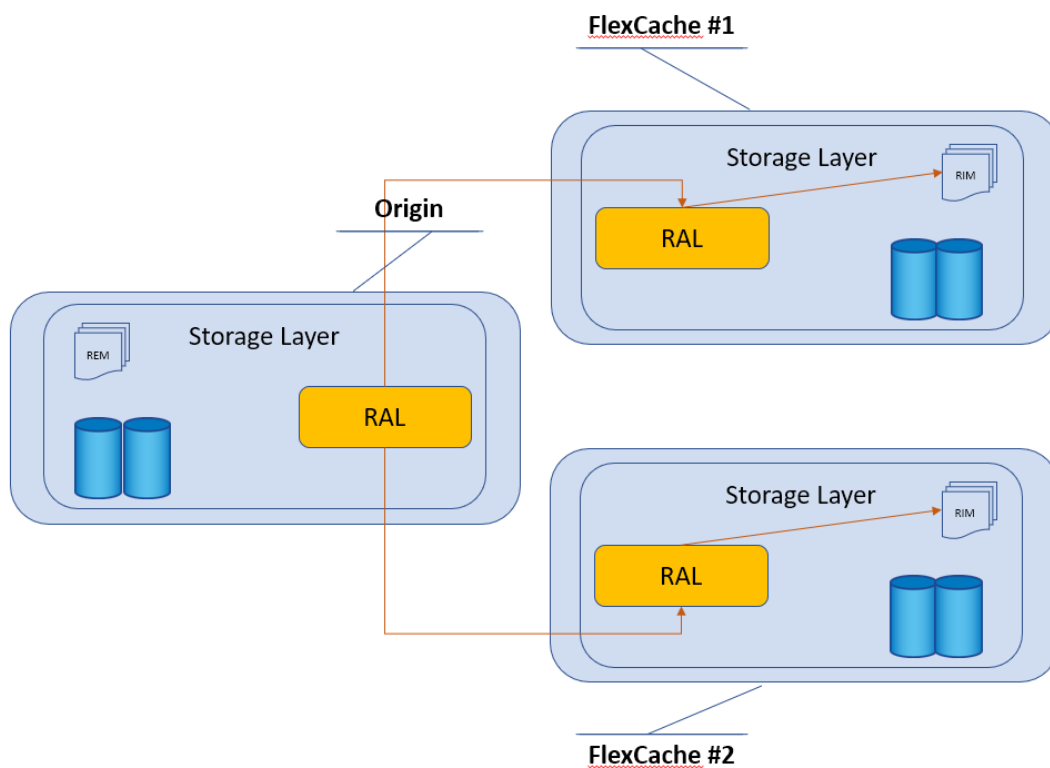 FlexCache #1
Storage Layer
RIM
RAL
Origin
Storage Layer
REM
RAL
Storage Layer
RIM
RAL
FlexCache #2